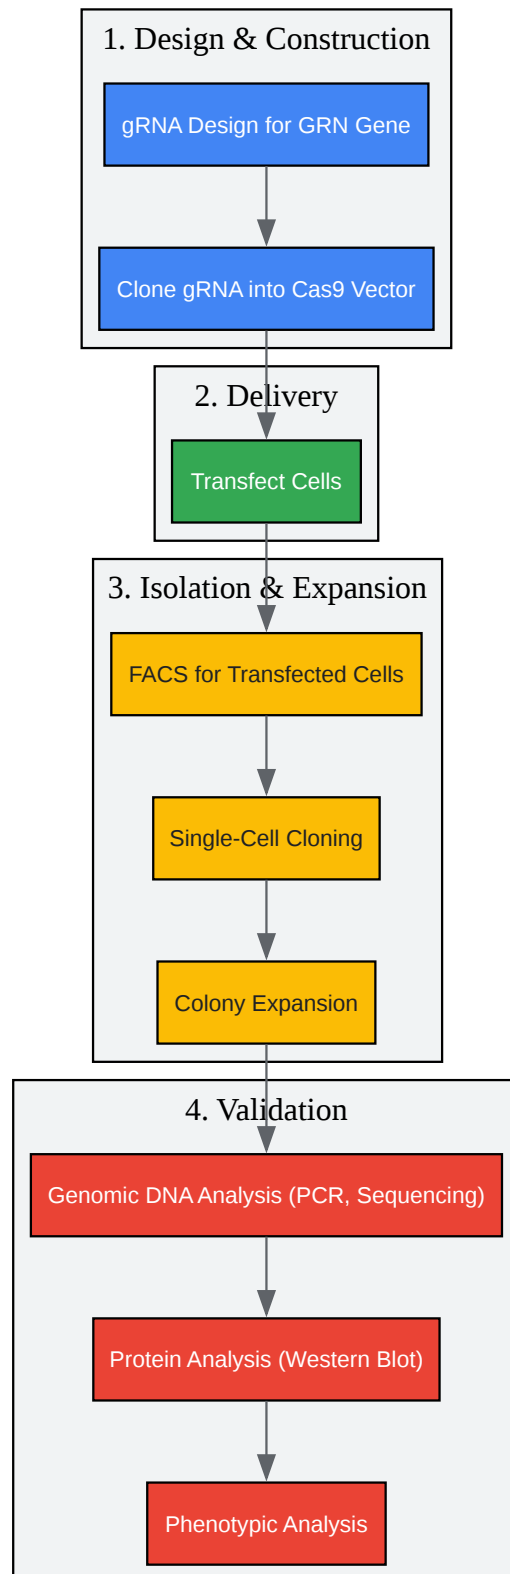 1. Design & Construction
gRNA Design for GRN Gene
Clone gRNA into Cas9 Vector
2. Delivery
Transfect Cells
3. Isolation & Expansion
FACS for Transfected Cells
Single-Cell Cloning
Colony Expansion
4. Validation
Genomic DNA Analysis (PCR, Sequencing)
Protein Analysis (Western Blot)
Phenotypic Analysis